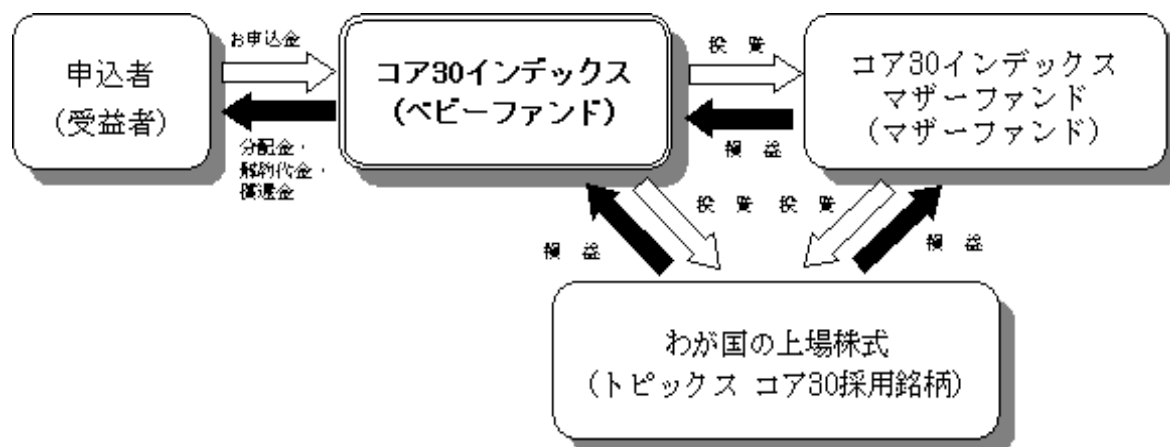 申込者
(受益者)
お申込金
分配金・
解約代金・
償還金
コア30インデックス
(ベビーファンド)
投 資
損 益
コア30インデックス
マザーファンド
(マザーファンド)
損 益
投 資
投 資
損 益
わが国の上場株式
(トピックス コア30採用銘柄)